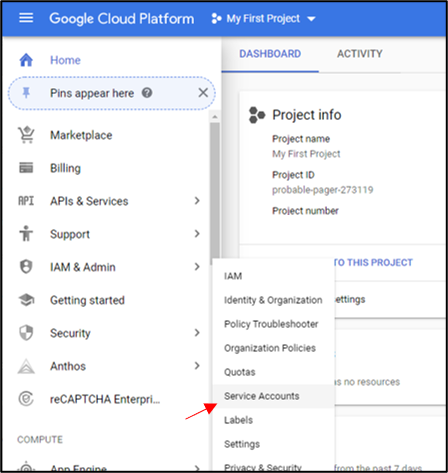 Google Cloud Platform
My First Project
Home
DASHBOARD
ACTIVITY
Pins appear here
Marketplace
Billing
API APIs & Services
Support
IAM & Admin
Getting started
Security
Anthos
reCAPTCHA Enterpri...
COMPUTE
App Engine
Project info
Project name
My First Project
Project ID
probable-pager-273119
Project number
TO THIS PROJECT
settings
as no resources
from the past 7 days
IAM
Identity & Organization
Policy Troubleshooter
Organization Policies
Quotas
Service Accounts
Labels
Settings
Privacy & Security